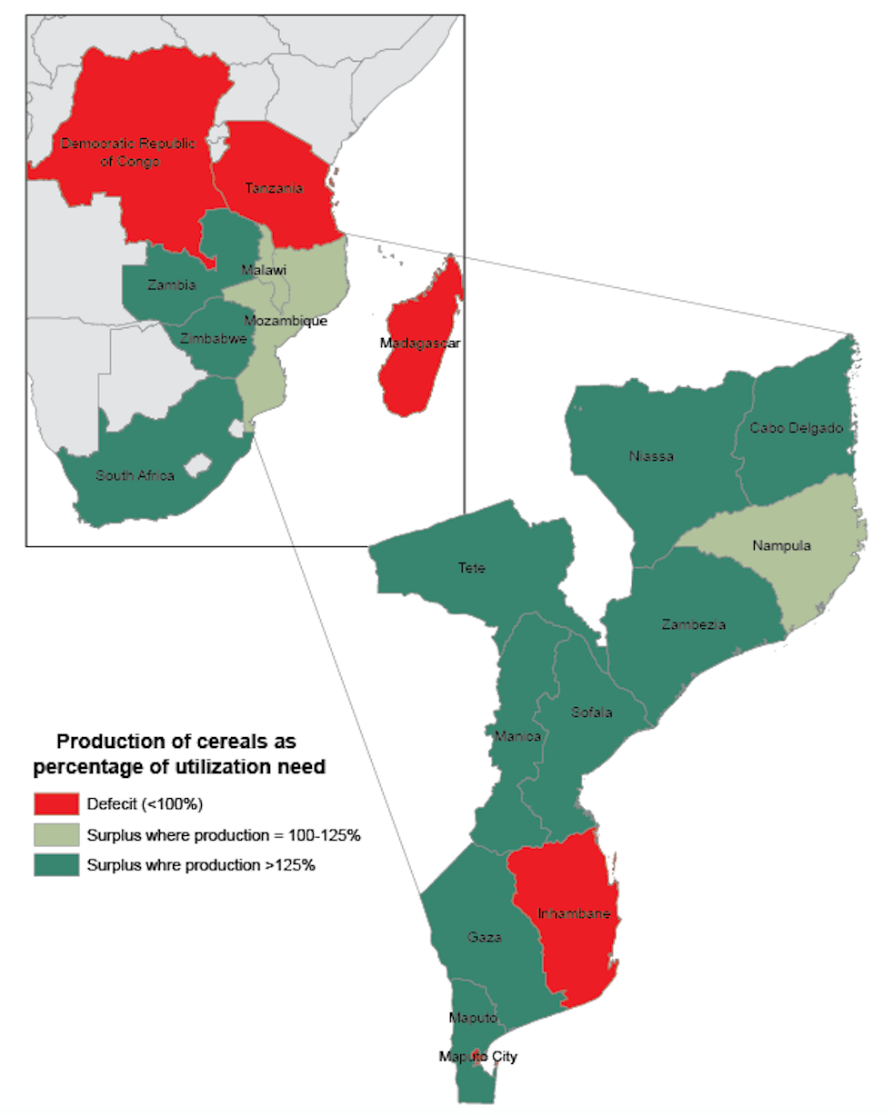 Democratic Republic
of Congo
Tanzania
Malawi
Zambia
Mozambique
Zimbabwe
Madagascar
South Africa
Cabo Delgado
Niassa
Nampula
Tete
Zambezia
Sofala
Manica
Production of cereals as
percentage of utilization need
Defecit (<100%)
Surplus where production = 100-125%
Surplus whre production >125%
Innambane
Gaza
Maputo
Maputo City